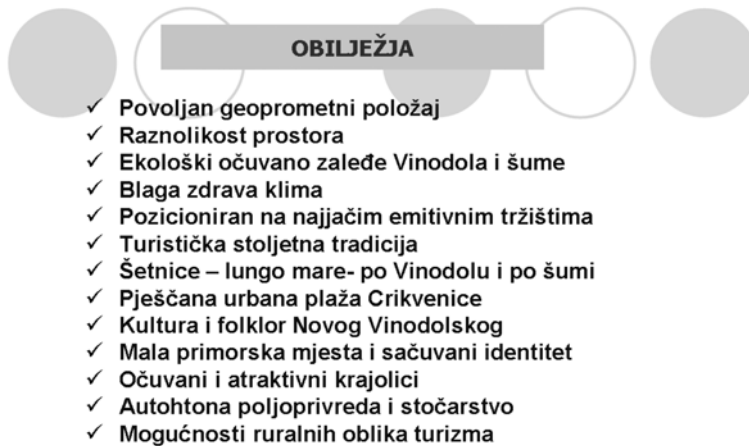 OBILJEŽJA
✓ Povoljan geoprometni položaj
✓ Raznolikost prostora
✓ Ekološki očuvano zaleđe Vinodola i šume
✓ Blaga zdrava klima
✓ Pozicioniran na najjačim emitivnim tržištima
✓ Turistička stoljetna tradicija
✓ Šetnice – lungo mare- po Vinodolu i po šumi
✓ Pješčana urbana plaža Crikvenice
✓ Kultura i folklor Novog Vinodolskog
✓ Mala primorska mjesta i sačuvani identitet
✓ Očuvani i atraktivni krajolici
✓ Autohtona poljoprivreda i stočarstvo
✓ Mogućnosti ruralnih oblika turizma